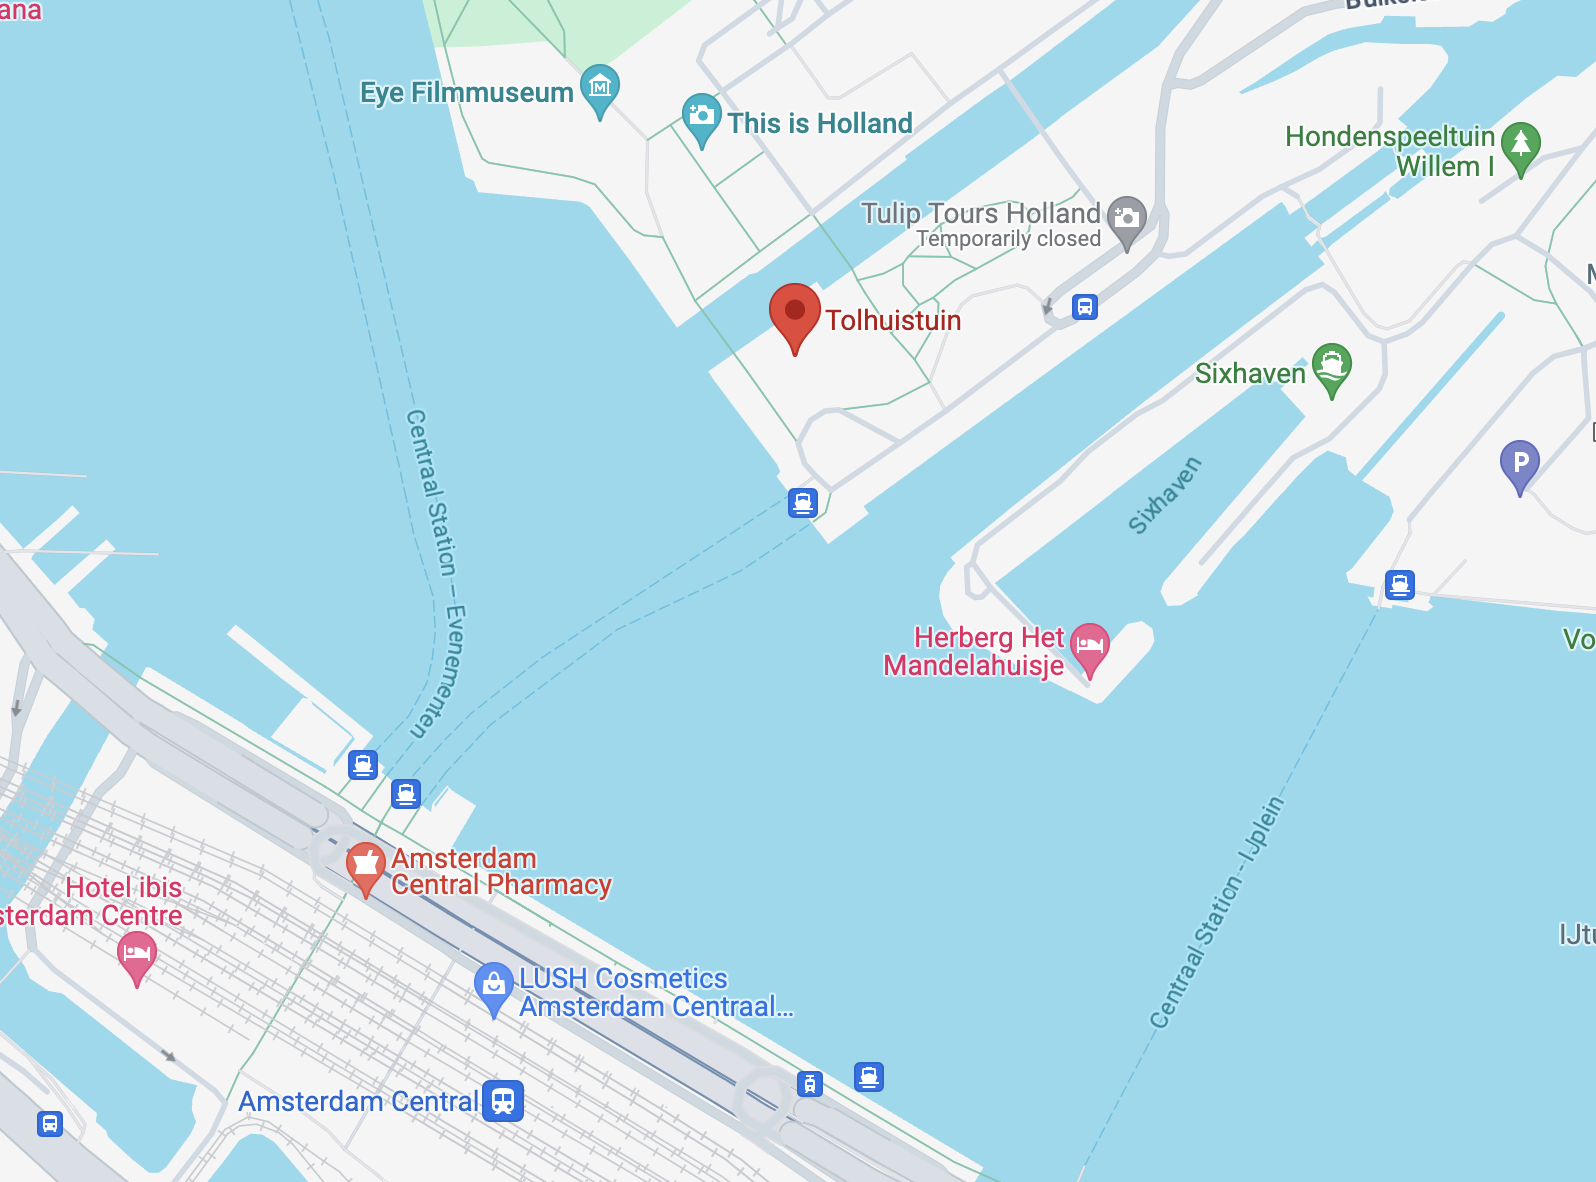 ana
Eye Filmmuseum
This is Holland
Hondenspeeltuin
Willem I
Tulip Tours Holland
Temporarily closed
M
Tolhuistuin
Sixhaven
P
Sixhaven
Centraal Station – Evenementen
Herberg Het
Mandelahuisje
Vo
Amsterdam
Central Pharmacy
Hotel ibis
sterdam Centre
Centraal Station – IJplein
IJtu
LUSH Cosmetics
Amsterdam Centraal...
Amsterdam Central